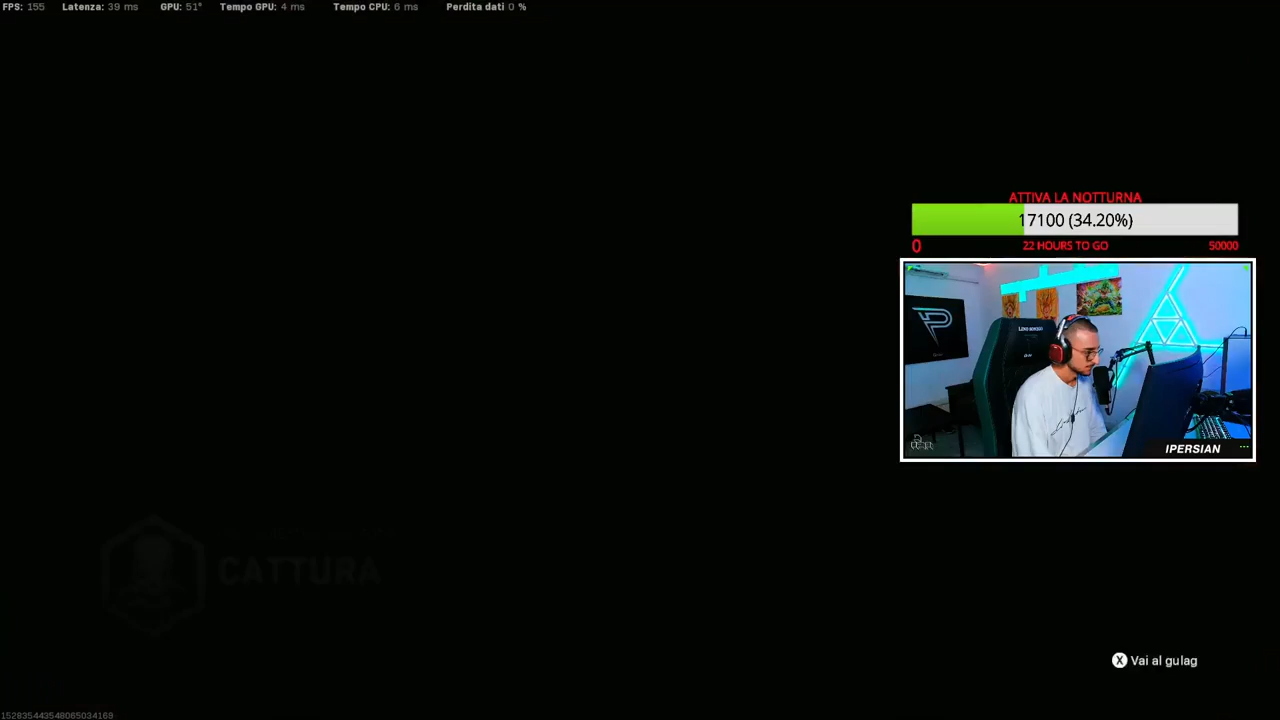 FPS: 155 Latenza: 39 ms GPU: 51° Tempo GPU: 4 ms Tempo CPU: 6 ms Perdita dati 0 %
ATTIVA LA NOTTURNA
17100 (34.20%)
0 22 HOURS TO GO 50000
IPERSIAN
CATTURA
X Vai al gulag
15283544354806503416​9